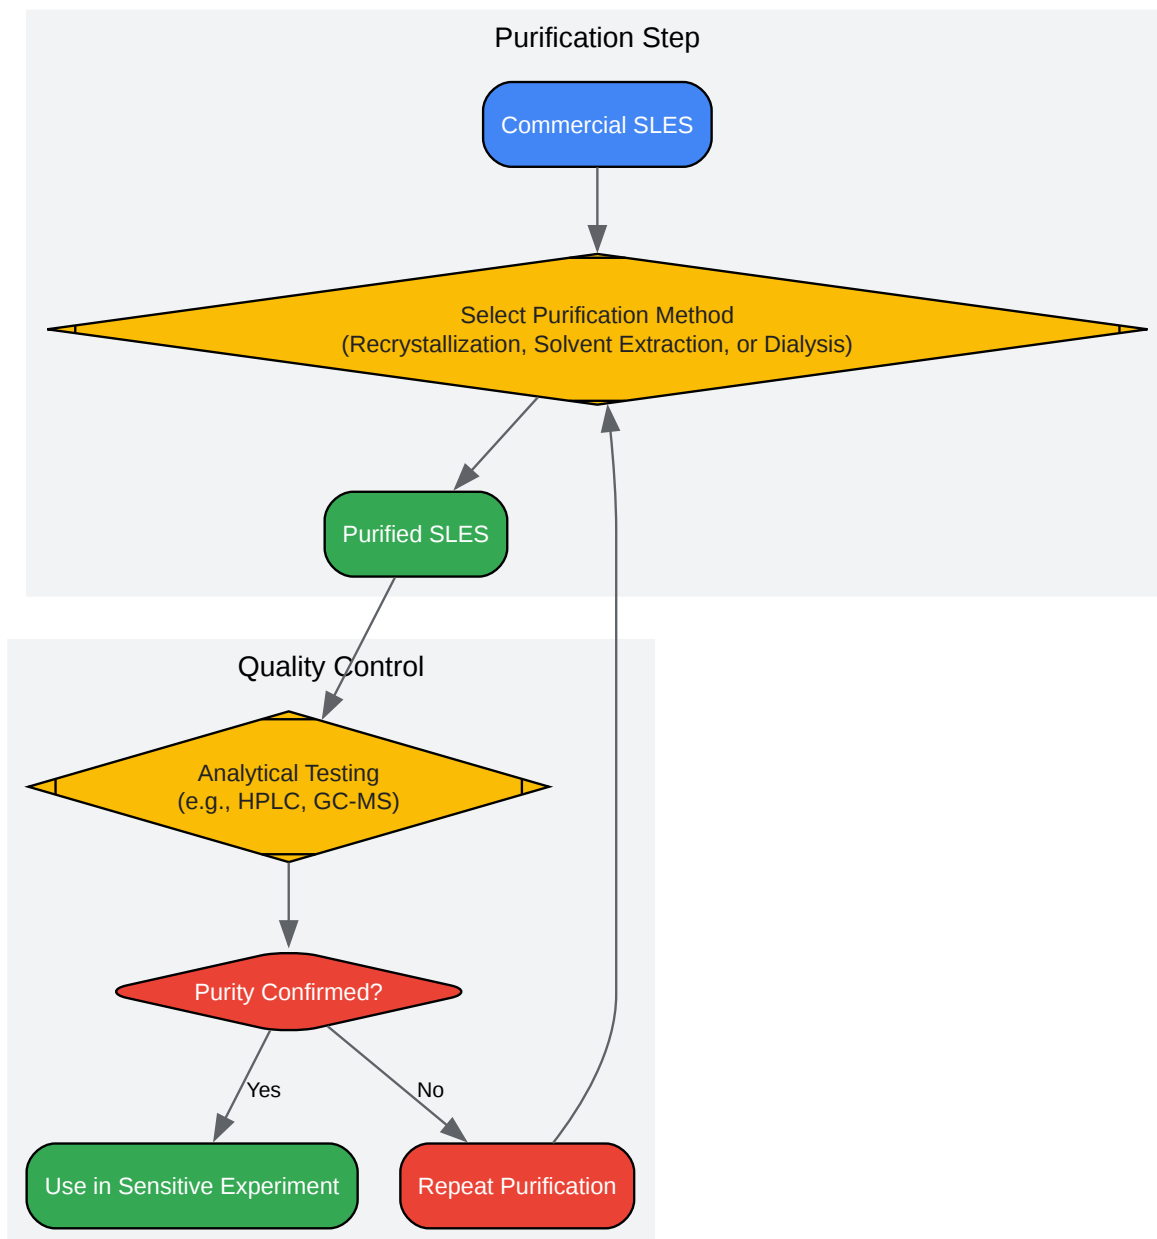 Purification Step
Commercial SLES
Select Purification Method
(Recrystallization, Solvent Extraction, or Dialysis)
Purified SLES
Quality Control
Analytical Testing
(e.g., HPLC, GC-MS)
Purity Confirmed?
Yes
No
Use in Sensitive Experiment
Repeat Purification